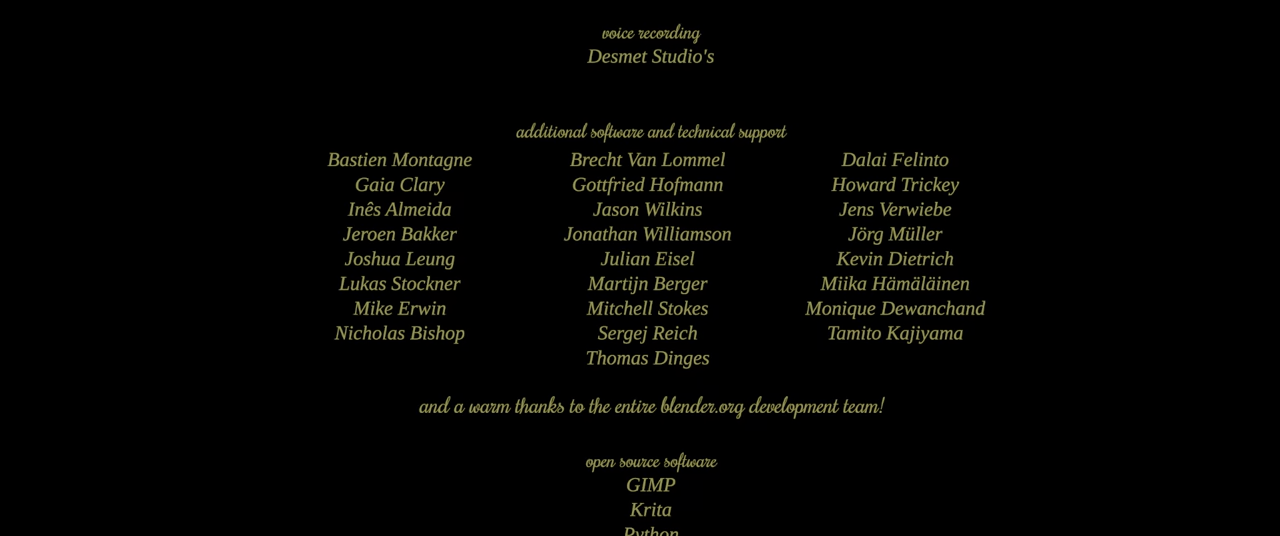 voice recording
Desmet Studio's
additional software and technical support
Bastien Montagne Brecht Van Lommel Dalai Felinto
Gaia Clary Gottfried Hofmann Howard Trickey
Inês Almeida Jason Wilkins Jens Verwiebe
Jeroen Bakker Jonathan Williamson Jörg Müller
Joshua Leung Julian Eisel Kevin Dietrich
Lukas Stockner Martijn Berger Miika Hämäläinen
Mike Erwin Mitchell Stokes Monique Dewanchand
Nicholas Bishop Sergej Reich Tamito Kajiyama
Thomas Dinges
and a warm thanks to the entire blender.org development team!
open source software
GIMP
Krita
Python